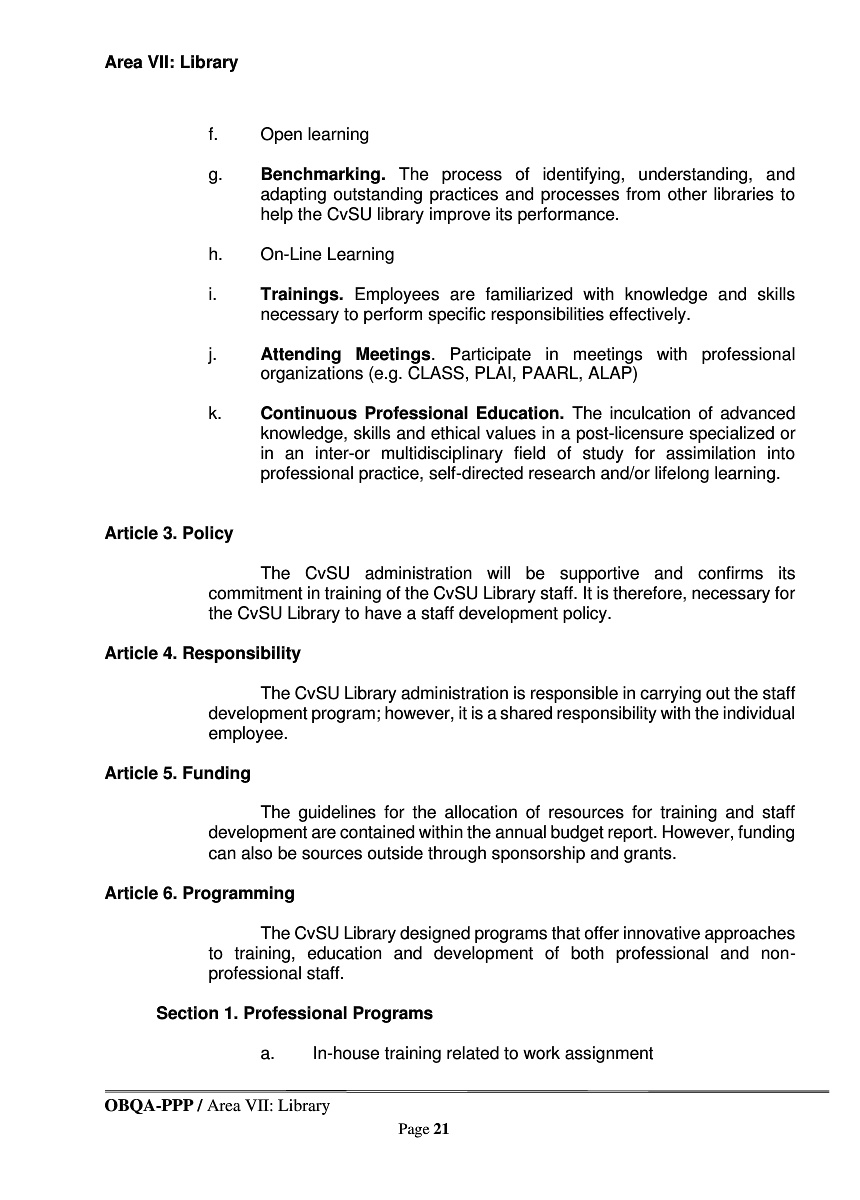 Area VII: Library
f. Open learning
g. Benchmarking. The process of identifying, understanding, and
adapting outstanding practices and processes from other libraries to
help the CvSU library improve its performance.
h. On-Line Learning
i. Trainings. Employees are familiarized with knowledge and skills
necessary to perform specific responsibilities effectively.
j. Attending Meetings. Participate in meetings with professional
organizations (e.g. CLASS, PLAI, PAARL, ALAP)
k. Continuous Professional Education. The inculcation of advanced
knowledge, skills and ethical values in a post-licensure specialized or
in an inter-or multidisciplinary field of study for assimilation into
professional practice, self-directed research and/or lifelong learning.
Article 3. Policy
The CvSU administration will be supportive and confirms its
commitment in training of the CvSU Library staff. It is therefore, necessary for
the CvSU Library to have a staff development policy.
Article 4. Responsibility
The CvSU Library administration is responsible in carrying out the staff
development program; however, it is a shared responsibility with the individual
employee.
Article 5. Funding
The guidelines for the allocation of resources for training and staff
development are contained within the annual budget report. However, funding
can also be sources outside through sponsorship and grants.
Article 6. Programming
The CvSU Library designed programs that offer innovative approaches
to training, education and development of both professional and non-
professional staff.
Section 1. Professional Programs
a. In-house training related to work assignment
OBQA-PPP / Area VII: Library
Page 21